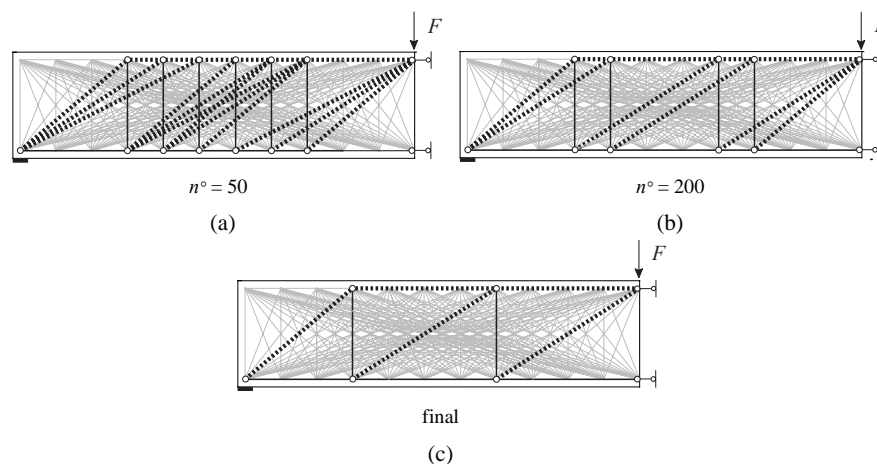 F
n° = 50
(a)
n° = 200
(b)
F
final
(c)